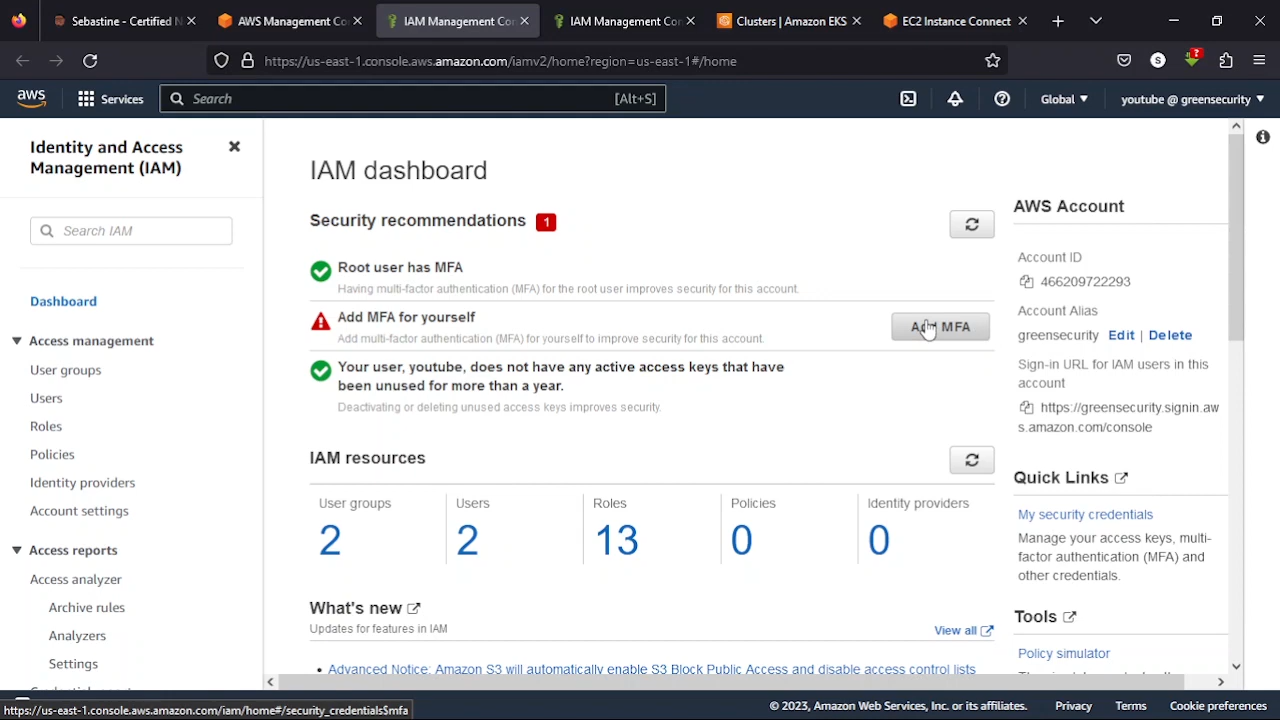 Sebastine - Certified N
AWS Management Con
IAM Management Con
IAM Management Con
Clusters | Amazon EKS
EC2 Instance Connect
https://us-east-1.console.aws.amazon.com/iamv2/home?region=us-east-1#/home
S
?
aws
Services
Search
[Alt+S]
Global
youtube @ greensecurity
Identity and Access
Management (IAM)
Search IAM
Dashboard
Access management
User groups
Users
Roles
Policies
Identity providers
Account settings
Access reports
Access analyzer
Archive rules
Analyzers
Settings
IAM dashboard
Security recommendations 1
Root user has MFA
Having multi-factor authentication (MFA) for the root user improves security for this account.
Add MFA for yourself
Add multi-factor authentication (MFA) for yourself to improve security for this account.
Add MFA
Your user, youtube, does not have any active access keys that have
been unused for more than a year.
Deactivating or deleting unused access keys improves security.
IAM resources
User groups
Users
Roles
Policies
Identity providers
2
2
13
0
0
What's new
Updates for features in IAM
View all
Advanced Notice: Amazon S3 will automatically enable S3 Block Public Access and disable access control lists
AWS Account
Account ID
466209722293
Account Alias
greensecurity Edit | Delete
Sign-in URL for IAM users in this
account
https://greensecurity.signin.aw
s.amazon.com/console
Quick Links
My security credentials
Manage your access keys, multi-
factor authentication (MFA) and
other credentials.
Tools
Policy simulator
https://us-east-1.console.aws.amazon.com/iam/home#/security_credentials$mfa
© 2023, Amazon Web Services, Inc. or its affiliates.
Privacy
Terms
Cookie preferences